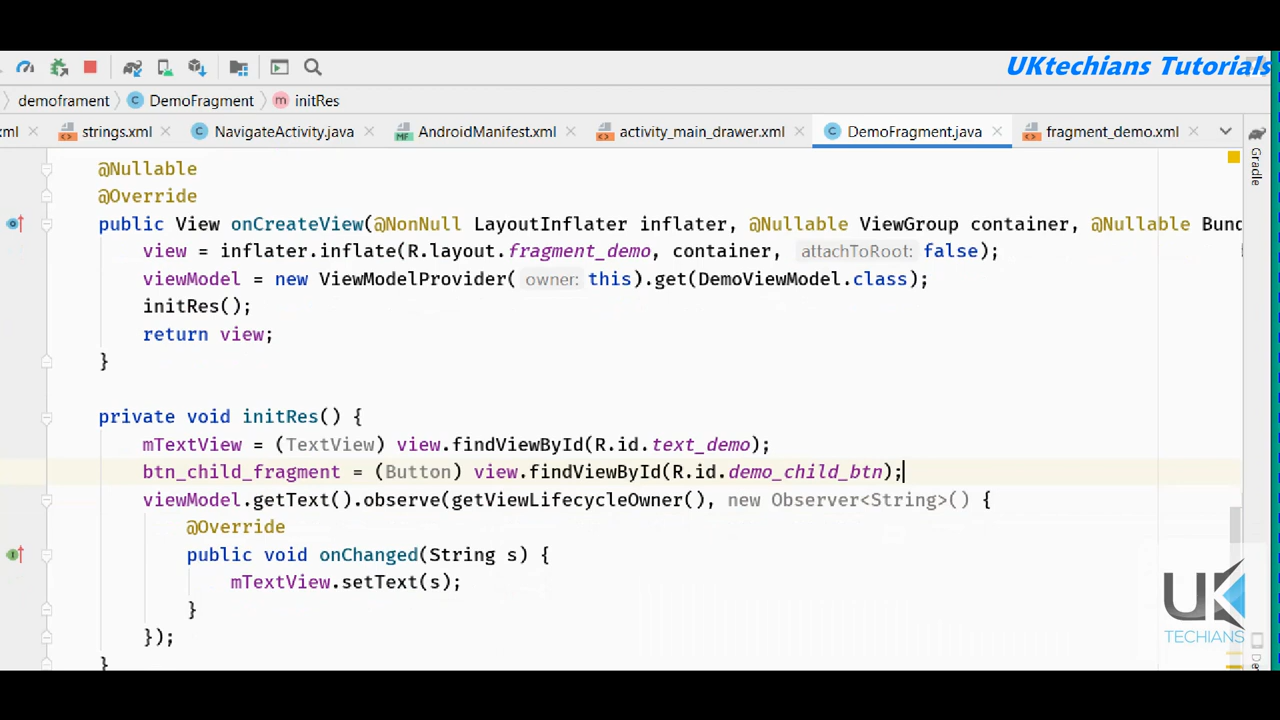 UKtechians Tutorials
demoframent DemoFragment m initRes
xml strings.xml C NavigateActivity.java MF AndroidManifest.xml activity_main_drawer.xml C DemoFragment.java fragment_demo.xml
Gradle
@Nullable
@Override
public View onCreateView(@NonNull LayoutInflater inflater, @Nullable ViewGroup container, @Nullable Bund
view = inflater.inflate(R.layout.fragment_demo, container, attachToRoot: false);
viewModel = new ViewModelProvider( owner: this).get(DemoViewModel.class);
initRes();
return view;
}
private void initRes() {
mTextView = (TextView) view.findViewById(R.id.text_demo);
btn_child_fragment = (Button) view.findViewById(R.id.demo_child_btn);
viewModel.getText().observe(getViewLifecycleOwner(), new Observer<String>() {
@Override
public void onChanged(String s) {
mTextView.setText(s);
}
});
}
UK
TECHIANS